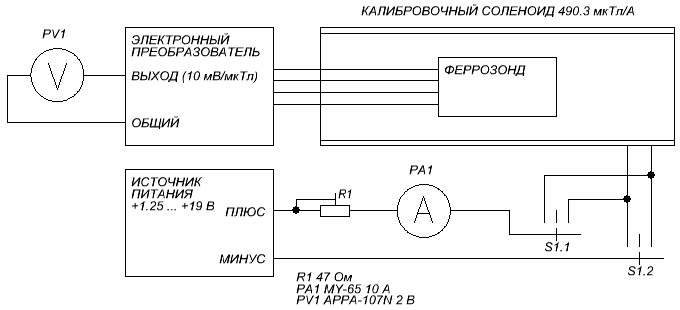 КАЛИБРОВОЧНЫЙ СОЛЕНОИД 490.3 мкТл/А
PV1
V
ЭЛЕКТРОННЫЙ
ПРЕОБРАЗОВАТЕЛЬ
ВЫХОД (10 мВ/мкТл)
ОБЩИЙ
ФЕРРОЗОНД
ИСТОЧНИК
ПИТАНИЯ
+1.25 ... +19 В
ПЛЮС
МИНУС
R1
PA1
A
S1.1
S1.2
R1 47 Ом
PA1 MY-65 10 А
PV1 APPA-107N 2 В